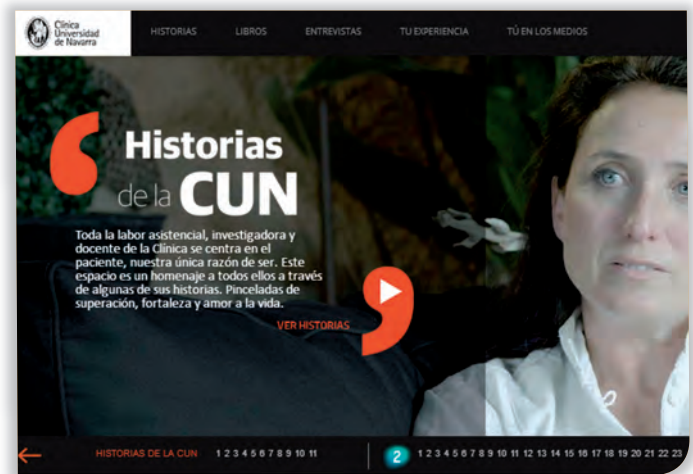 Clínica
Universidad
de Navarra
HISTORIAS
LIBROS
ENTREVISTAS
TU EXPERIENCIA
TÚ EN LOS MEDIOS
Historias
de la CUN
Toda la labor asistencial, investigadora y
docente de la Clínica se centra en el
paciente, nuestra única razón de ser. Este
espacio es un homenaje a todos ellos a través
de algunas de sus historias. Pinceladas de
superación, fortaleza y amor a la vida.
VER HISTORIAS
HISTORIAS DE LA CUN 1 2 3 4 5 6 7 8 9 10 11
2 1 2 3 4 5 6 7 8 9 10 11 12 13 14 15 16 17 18 19 20 21 22 23